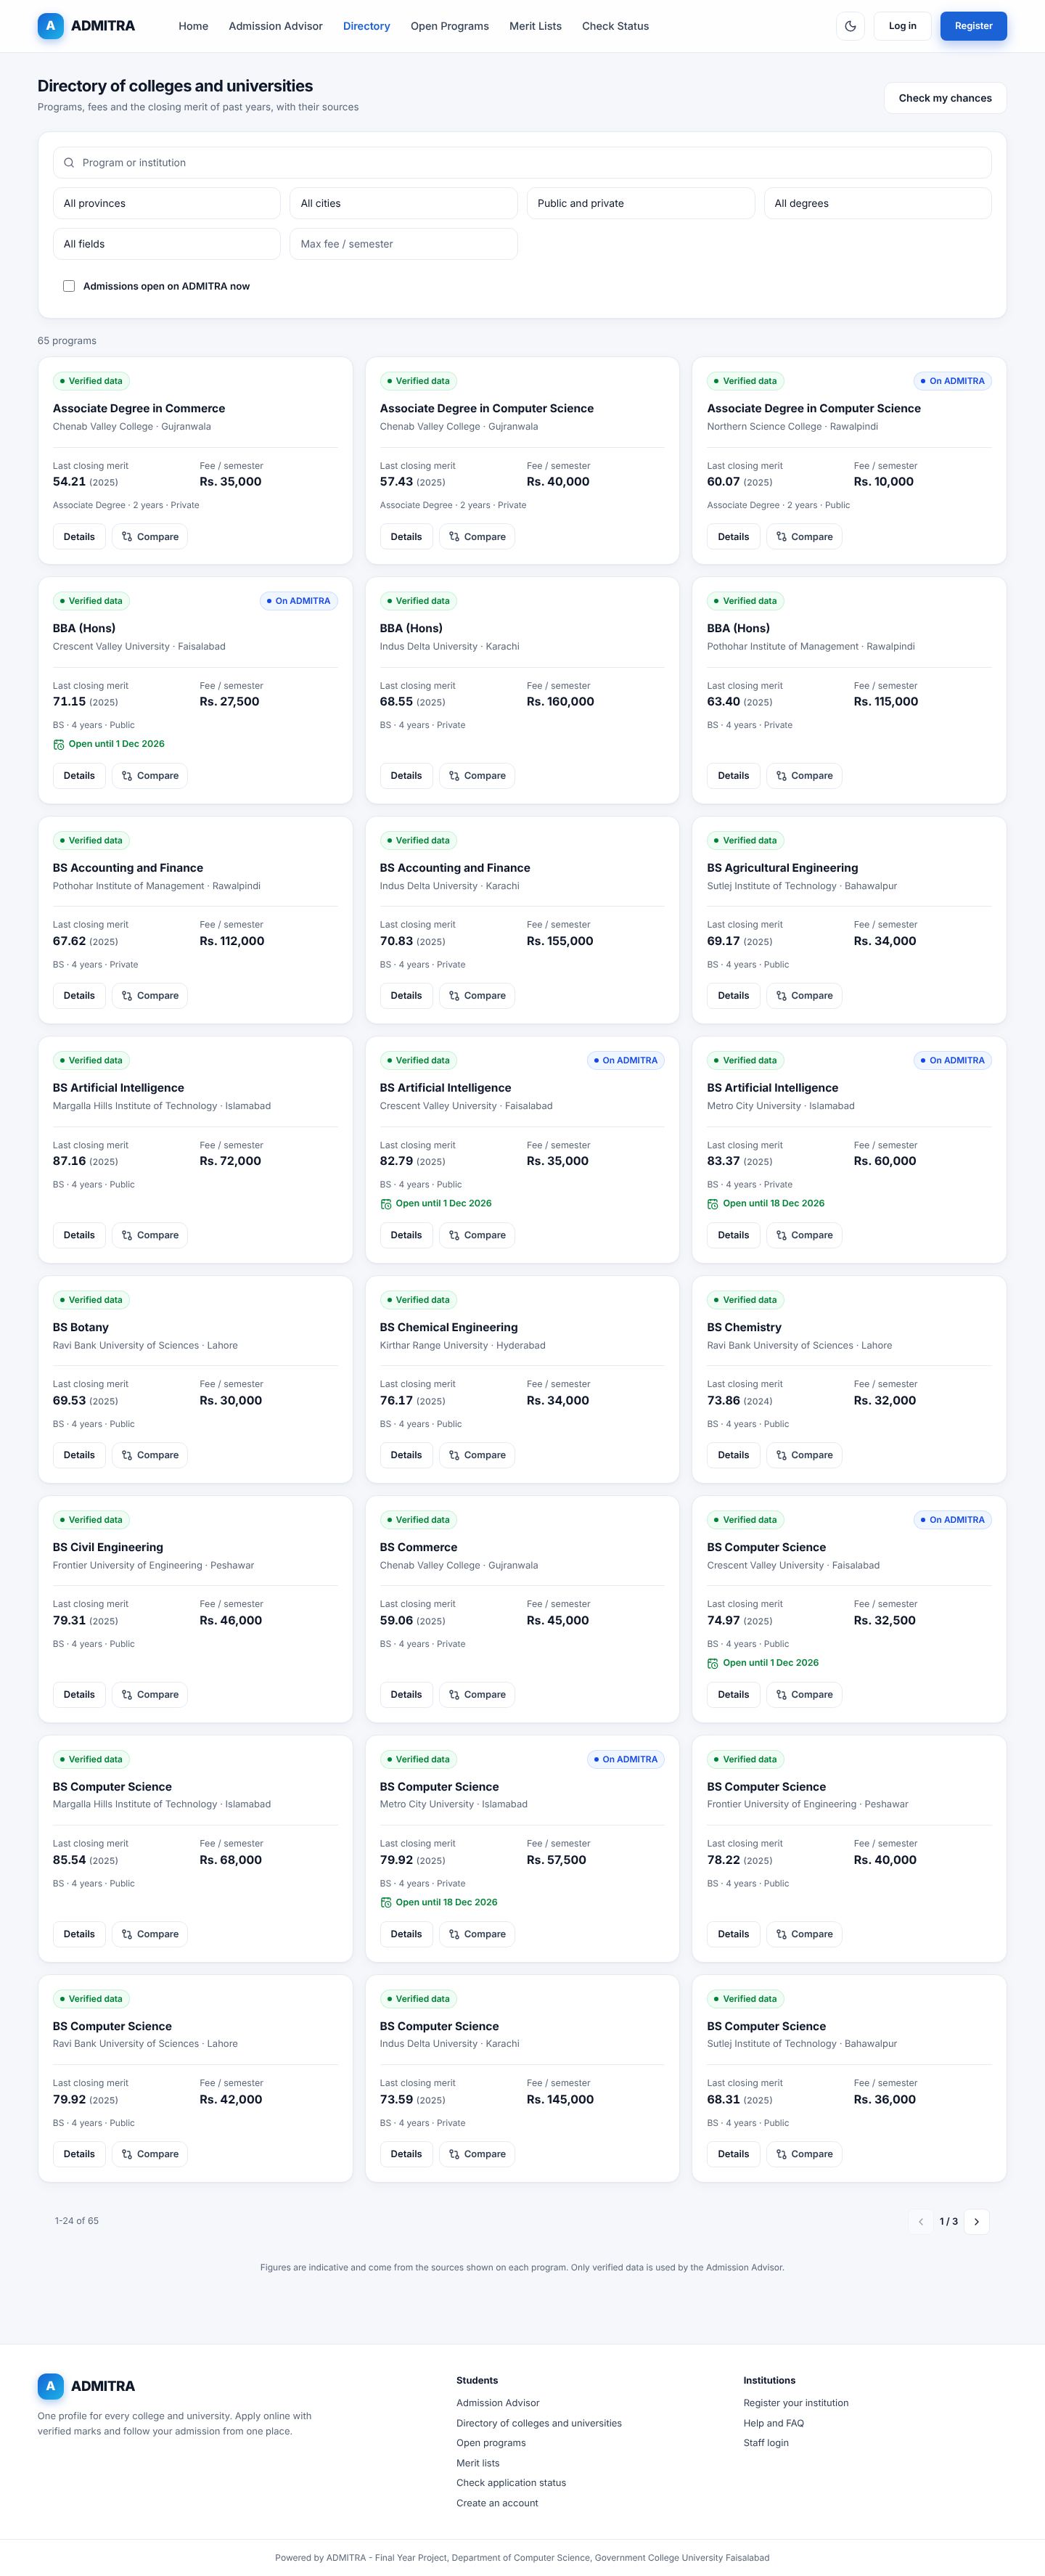 A ADMITRA Home Admission Advisor Directory Open Programs Merit Lists Check Status Log in Register
Directory of colleges and universities
Programs, fees and the closing merit of past years, with their sources
Check my chances
Program or institution
All provinces All cities Public and private All degrees
All fields Max fee / semester
Admissions open on ADMITRA now
65 programs
Verified data
Associate Degree in Commerce
Chenab Valley College · Gujranwala
Last closing merit Fee / semester
54.21 (2025) Rs. 35,000
Associate Degree · 2 years · Private
Details Compare
Verified data
Associate Degree in Computer Science
Chenab Valley College · Gujranwala
Last closing merit Fee / semester
57.43 (2025) Rs. 40,000
Associate Degree · 2 years · Private
Details Compare
Verified data On ADMITRA
Associate Degree in Computer Science
Northern Science College · Rawalpindi
Last closing merit Fee / semester
60.07 (2025) Rs. 10,000
Associate Degree · 2 years · Public
Details Compare
Verified data On ADMITRA
BBA (Hons)
Crescent Valley University · Faisalabad
Last closing merit Fee / semester
71.15 (2025) Rs. 27,500
BS · 4 years · Public
Open until 1 Dec 2026
Details Compare
Verified data
BBA (Hons)
Indus Delta University · Karachi
Last closing merit Fee / semester
68.55 (2025) Rs. 160,000
BS · 4 years · Private
Details Compare
Verified data
BBA (Hons)
Pothohar Institute of Management · Rawalpindi
Last closing merit Fee / semester
63.40 (2025) Rs. 115,000
BS · 4 years · Private
Details Compare
Verified data
BS Accounting and Finance
Pothohar Institute of Management · Rawalpindi
Last closing merit Fee / semester
67.62 (2025) Rs. 112,000
BS · 4 years · Private
Details Compare
Verified data
BS Accounting and Finance
Indus Delta University · Karachi
Last closing merit Fee / semester
70.83 (2025) Rs. 155,000
BS · 4 years · Private
Details Compare
Verified data
BS Agricultural Engineering
Sutlej Institute of Technology · Bahawalpur
Last closing merit Fee / semester
69.17 (2025) Rs. 34,000
BS · 4 years · Public
Details Compare
Verified data
BS Artificial Intelligence
Margalla Hills Institute of Technology · Islamabad
Last closing merit Fee / semester
87.16 (2025) Rs. 72,000
BS · 4 years · Public
Details Compare
Verified data On ADMITRA
BS Artificial Intelligence
Crescent Valley University · Faisalabad
Last closing merit Fee / semester
82.79 (2025) Rs. 35,000
BS · 4 years · Public
Open until 1 Dec 2026
Details Compare
Verified data On ADMITRA
BS Artificial Intelligence
Metro City University · Islamabad
Last closing merit Fee / semester
83.37 (2025) Rs. 60,000
BS · 4 years · Private
Open until 18 Dec 2026
Details Compare
Verified data
BS Botany
Ravi Bank University of Sciences · Lahore
Last closing merit Fee / semester
69.53 (2025) Rs. 30,000
BS · 4 years · Public
Details Compare
Verified data
BS Chemical Engineering
Kirthar Range University · Hyderabad
Last closing merit Fee / semester
76.17 (2025) Rs. 34,000
BS · 4 years · Public
Details Compare
Verified data
BS Chemistry
Ravi Bank University of Sciences · Lahore
Last closing merit Fee / semester
73.86 (2024) Rs. 32,000
BS · 4 years · Public
Details Compare
Verified data
BS Civil Engineering
Frontier University of Engineering · Peshawar
Last closing merit Fee / semester
79.31 (2025) Rs. 46,000
BS · 4 years · Public
Details Compare
Verified data
BS Commerce
Chenab Valley College · Gujranwala
Last closing merit Fee / semester
59.06 (2025) Rs. 45,000
BS · 4 years · Private
Details Compare
Verified data On ADMITRA
BS Computer Science
Crescent Valley University · Faisalabad
Last closing merit Fee / semester
74.97 (2025) Rs. 32,500
BS · 4 years · Public
Open until 1 Dec 2026
Details Compare
Verified data
BS Computer Science
Margalla Hills Institute of Technology · Islamabad
Last closing merit Fee / semester
85.54 (2025) Rs. 68,000
BS · 4 years · Public
Details Compare
Verified data On ADMITRA
BS Computer Science
Metro City University · Islamabad
Last closing merit Fee / semester
79.92 (2025) Rs. 57,500
BS · 4 years · Private
Open until 18 Dec 2026
Details Compare
Verified data
BS Computer Science
Frontier University of Engineering · Peshawar
Last closing merit Fee / semester
78.22 (2025) Rs. 40,000
BS · 4 years · Public
Details Compare
Verified data
BS Computer Science
Ravi Bank University of Sciences · Lahore
Last closing merit Fee / semester
79.92 (2025) Rs. 42,000
BS · 4 years · Public
Details Compare
Verified data
BS Computer Science
Indus Delta University · Karachi
Last closing merit Fee / semester
73.59 (2025) Rs. 145,000
BS · 4 years · Private
Details Compare
Verified data
BS Computer Science
Sutlej Institute of Technology · Bahawalpur
Last closing merit Fee / semester
68.31 (2025) Rs. 36,000
BS · 4 years · Public
Details Compare
1-24 of 65 1 / 3
Figures are indicative and come from the sources shown on each program. Only verified data is used by the Admission Advisor.
A ADMITRA
One profile for every college and university. Apply online with
verified marks and follow your admission from one place.
Students
Admission Advisor
Directory of colleges and universities
Open programs
Merit lists
Check application status
Create an account
Institutions
Register your institution
Help and FAQ
Staff login
Powered by ADMITRA - Final Year Project, Department of Computer Science, Government College University Faisalabad